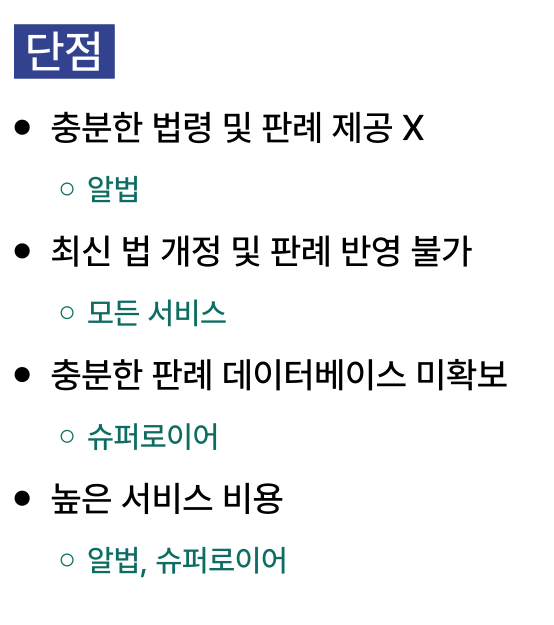 단점
• 충분한 법령 및 판례 제공 X
○ 알법
• 최신 법 개정 및 판례 반영 불가
○ 모든 서비스
• 충분한 판례 데이터베이스 미확보
○ 슈퍼로이어
• 높은 서비스 비용
○ 알법, 슈퍼로이어